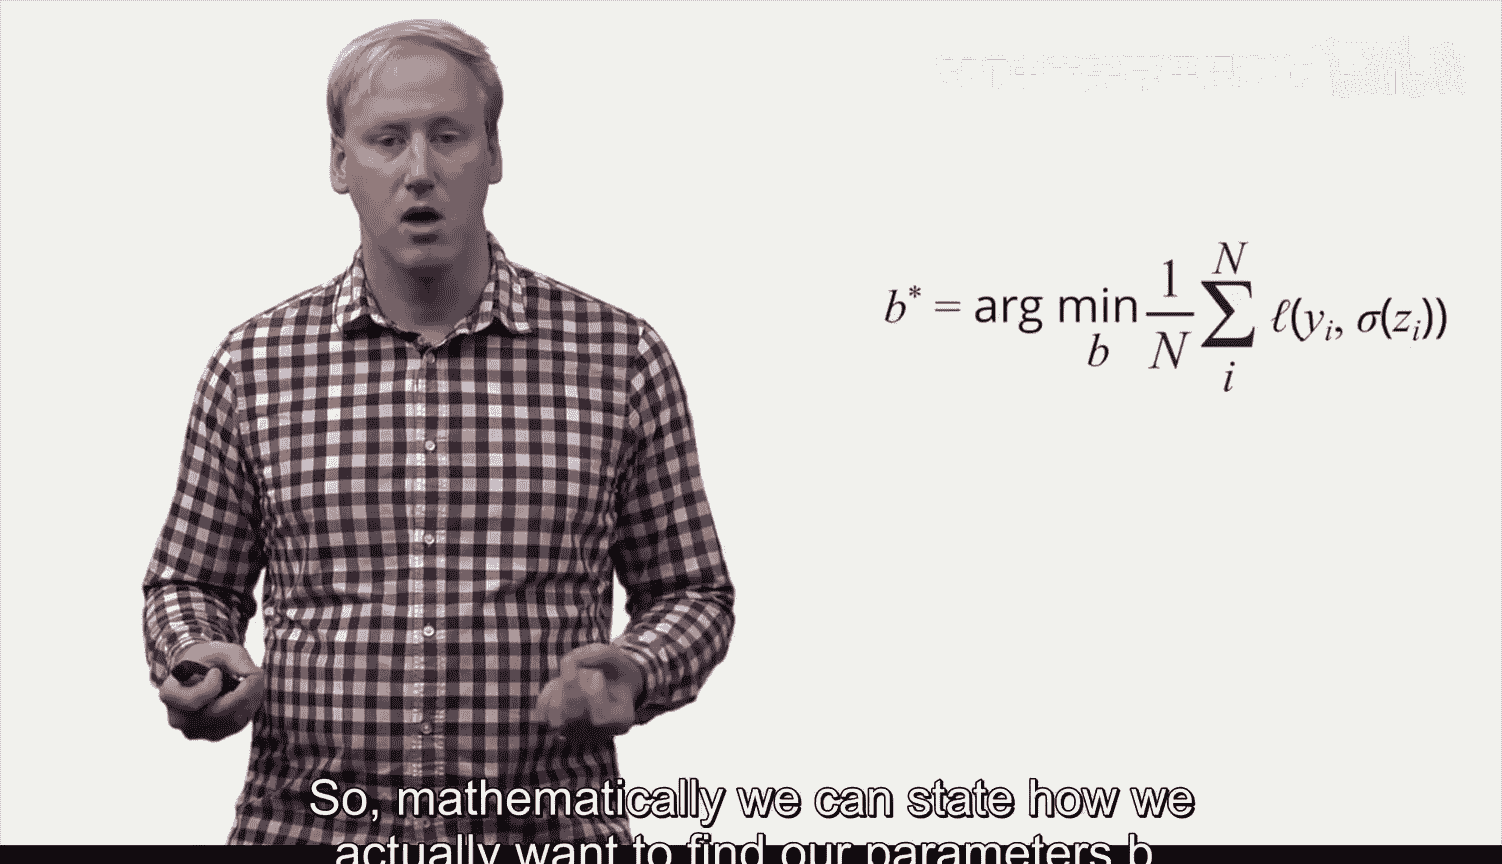 b* = arg min_b 1/N ∑_i^N ℓ(y_i, σ(z_i))
So, mathematically we can state how we
actually want to find our parameters b